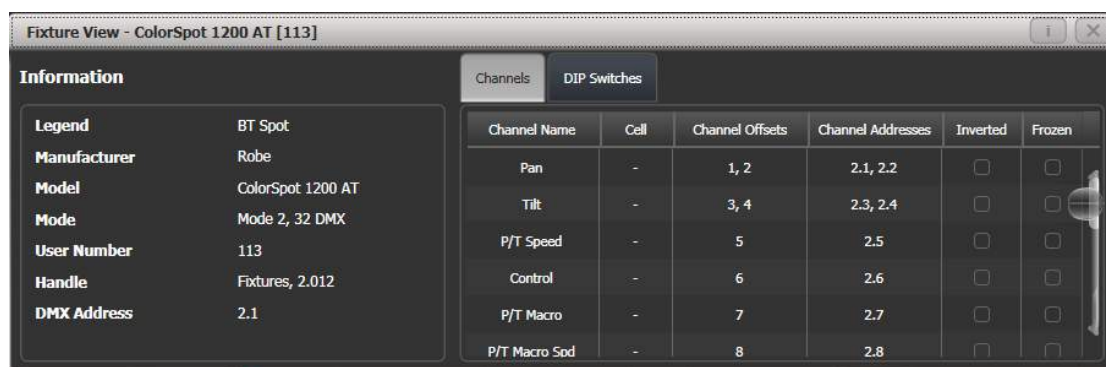 Fixture View - ColorSpot 1200 AT [113]
i
Information
Channels DIP Switches
Legend BT Spot
Manufacturer Robe
Model ColorSpot 1200 AT
Mode Mode 2, 32 DMX
User Number 113
Handle Fixtures, 2.012
DMX Address 2.1
Channel Name Cell Channel Offsets Channel Addresses Inverted Frozen
Pan - 1, 2 2.1, 2.2
Tilt - 3, 4 2.3, 2.4
P/T Speed - 5 2.5
Control - 6 2.6
P/T Macro - 7 2.7
P/T Macro Spd - 8 2.8